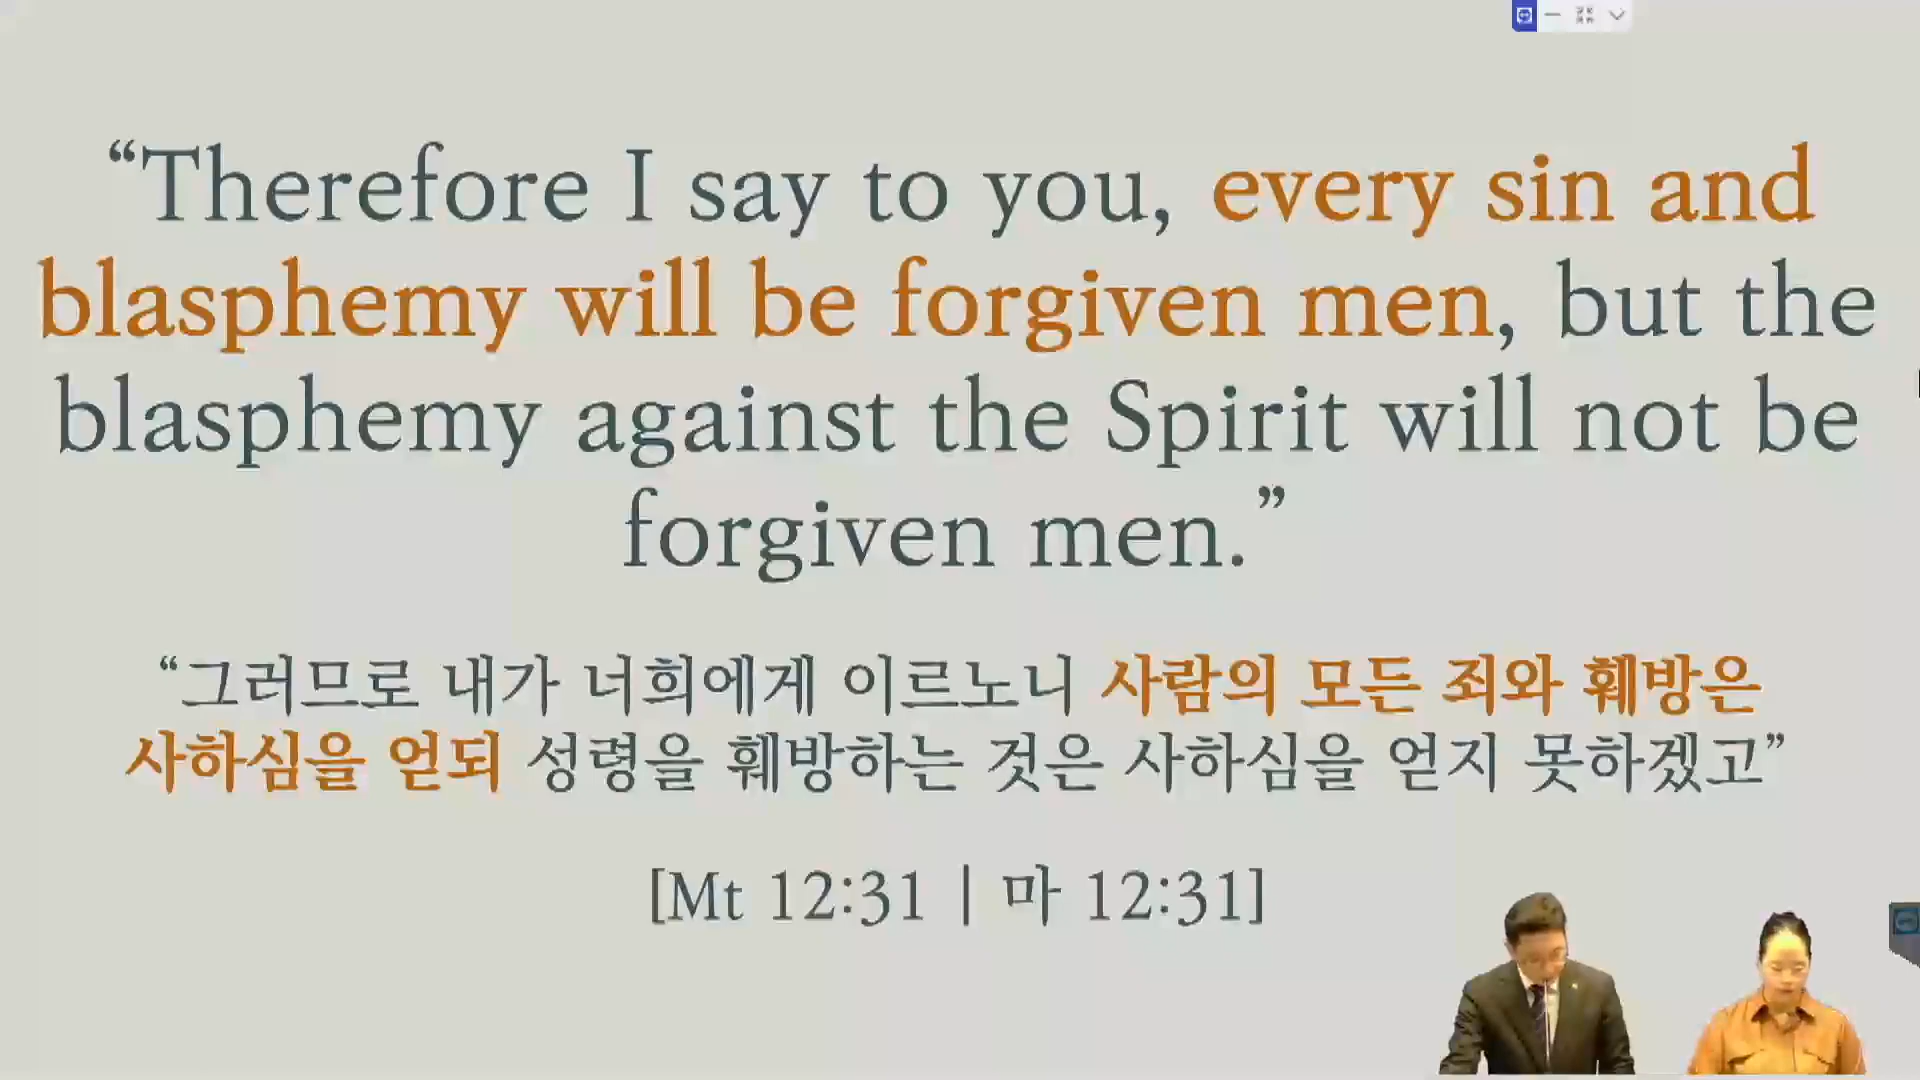 “Therefore I say to you, every sin and
blasphemy will be forgiven men, but the
blasphemy against the Spirit will not be
forgiven men.”
“그러므로 내가 너희에게 이르노니 사람의 모든 죄와 훼방은
사하심을 얻되 성령을 훼방하는 것은 사하심을 얻지 못하겠고”
[Mt 12:31 | 마 12:31]